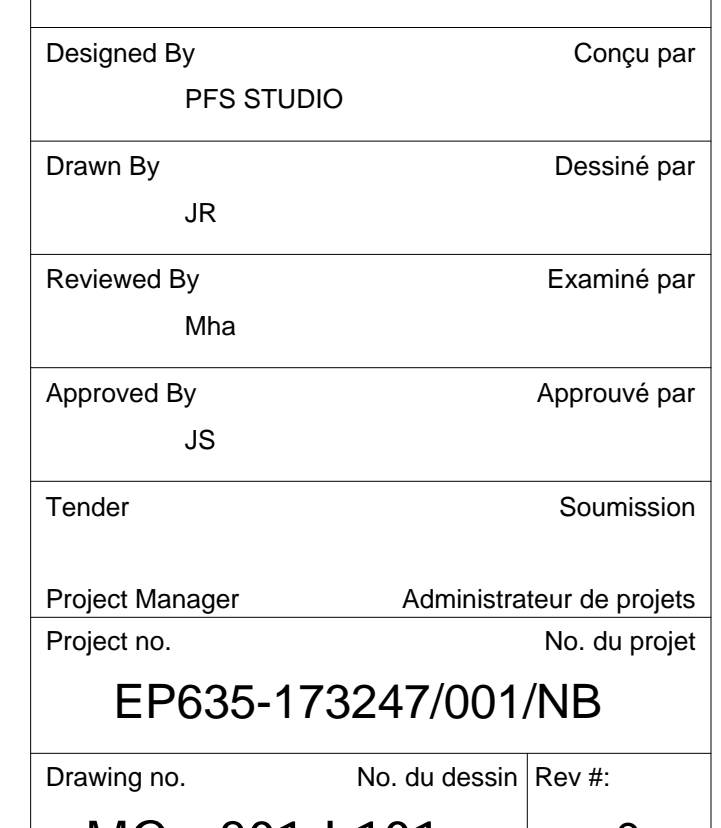 Designed By Conçu par
PFS STUDIO
Drawn By Dessiné par
JR
Reviewed By Examiné par
Mha
Approved By Approuvé par
JS
Tender Soumission
Project Manager Administrateur de projets
Project no. No. du projet
EP635-173247/001/NB
Drawing no. No. du dessin Rev #: